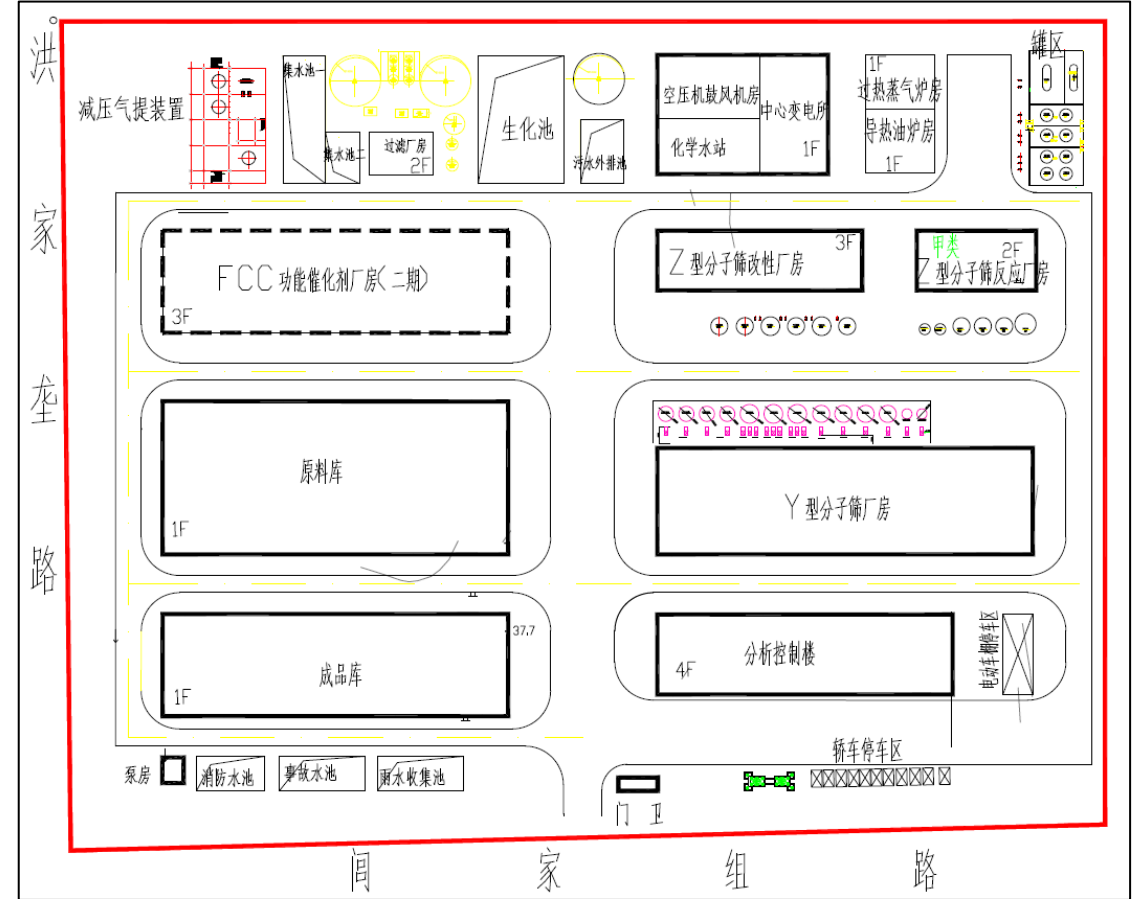 洪家垄路
罐区
减压气提装置
集水池一
集水池二
过滤厂房
2F
生化池
污水外排池
空压机鼓风机房
化学水站
中心变电所
1F
1F
过热蒸气炉房
导热油炉房
1F
FCC 功能催化剂厂房(二期)
3F
3F
Z 型分子筛改性厂房
甲类
2F
Z 型分子筛反应厂房
原料库
1F
Y 型分子筛厂房
37.7
成品库
1F
分析控制楼
4F
电动车棚停车区
轿车停车区
泵房
消防水池
事故水池
雨水收集池
门 卫
闾家组路